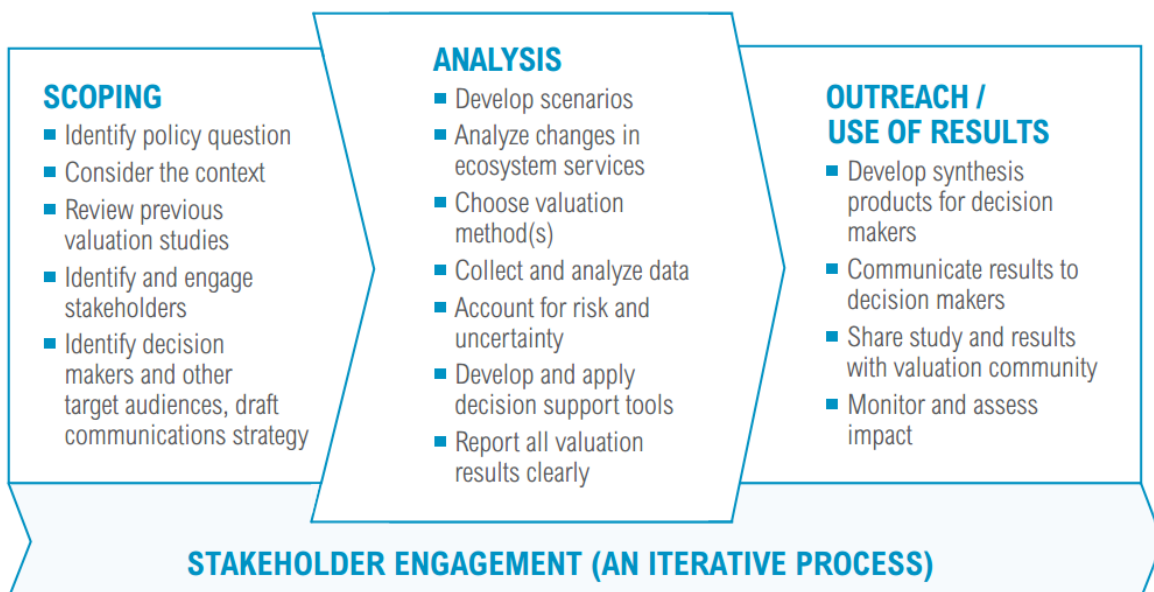 SCOPING
■ Identify policy question
■ Consider the context
■ Review previous
valuation studies
■ Identify and engage
stakeholders
■ Identify decision
makers and other
target audiences, draft
communications strategy
ANALYSIS
■ Develop scenarios
■ Analyze changes in
ecosystem services
■ Choose valuation
method(s)
■ Collect and analyze data
■ Account for risk and
uncertainty
■ Develop and apply
decision support tools
■ Report all valuation
results clearly
OUTREACH /
USE OF RESULTS
■ Develop synthesis
products for decision
makers
■ Communicate results to
decision makers
■ Share study and results
with valuation community
■ Monitor and assess
impact
STAKEHOLDER ENGAGEMENT (AN ITERATIVE PROCESS)